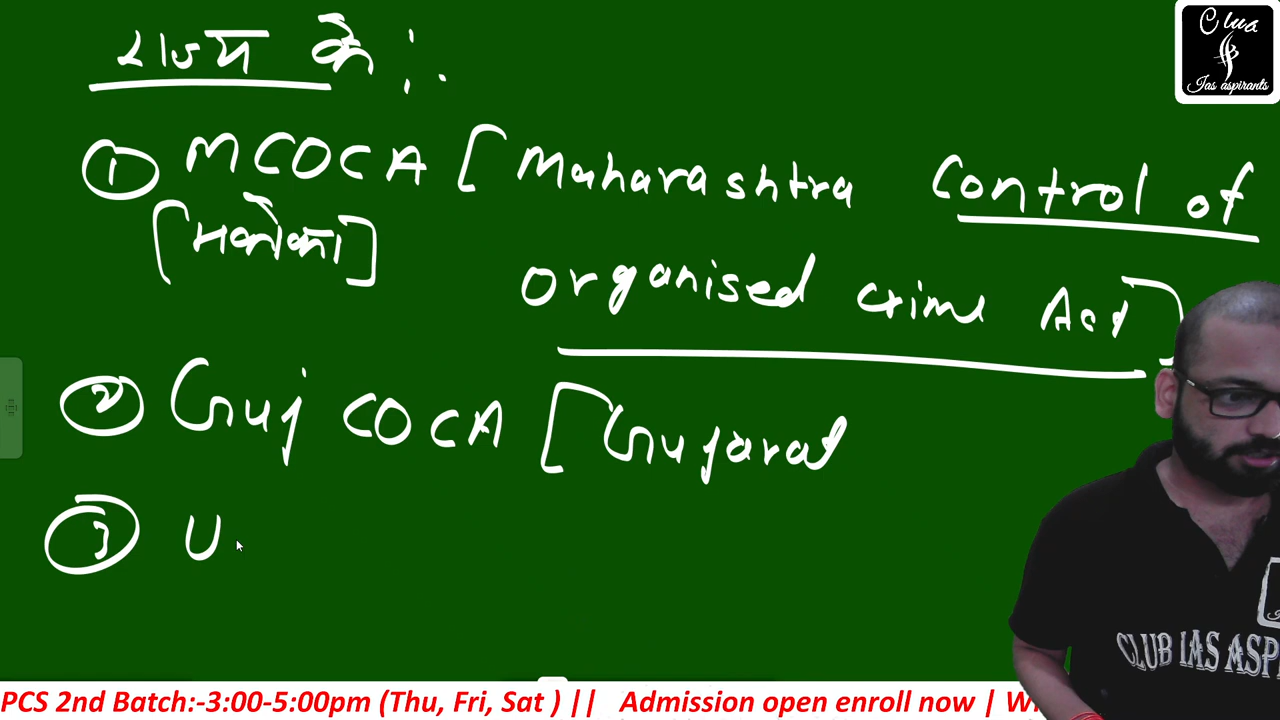 राज्य के :-
① MCOCA [Maharashtra Control of
[मकोका] organised crime Act]
② Guj COCA [Gujarat
③ U
Club
Ias aspirants
CLUB IAS ASP
PCS 2nd Batch:-3:00-5:00pm (Thu, Fri, Sat ) || Admission open enroll now |